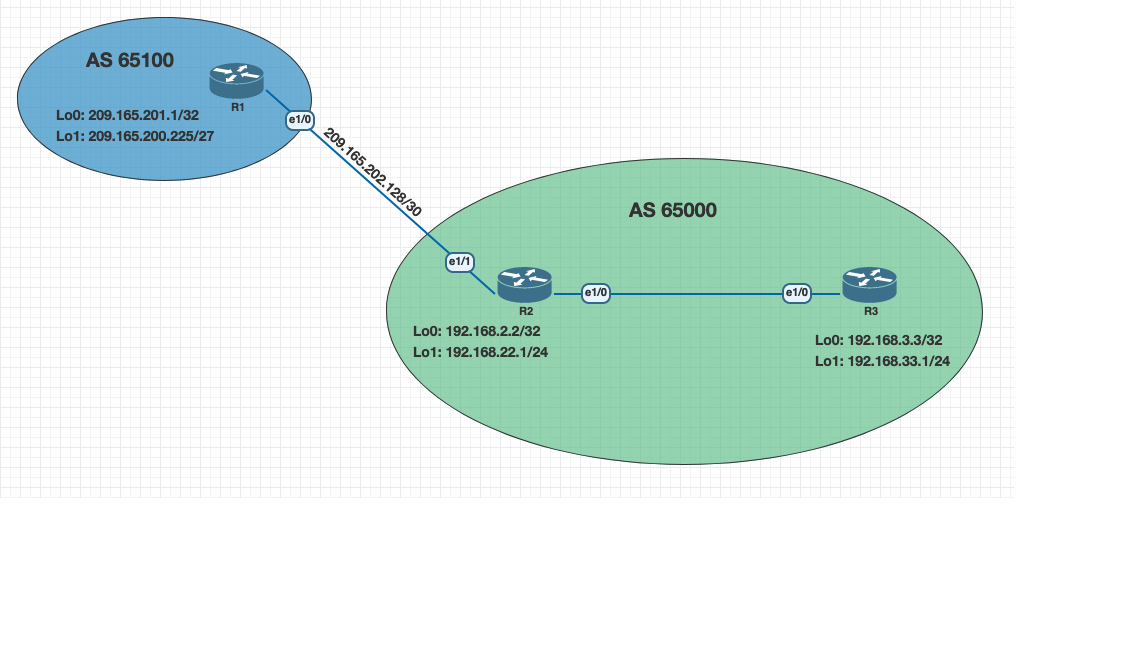 AS 65100
R1
Lo0: 209.165.201.1/32
Lo1: 209.165.200.225/27
e1/0
209.165.202.128/30
AS 65000
e1/1
R2
e1/0
e1/0
R3
Lo0: 192.168.2.2/32
Lo1: 192.168.22.1/24
Lo0: 192.168.3.3/32
Lo1: 192.168.33.1/24